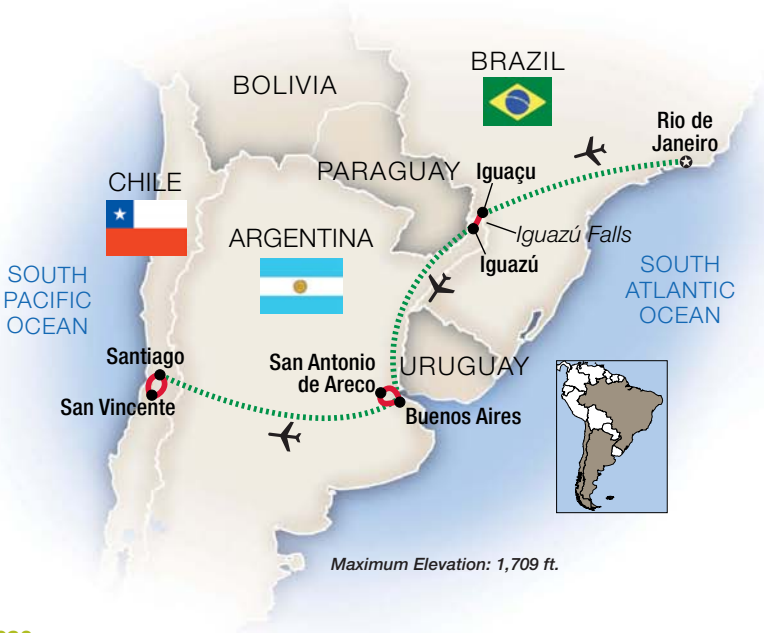 BRAZIL
BOLIVIA
Rio de
Janeiro
PARAGUAY
Iguaçu
CHILE
ARGENTINA
Iguazú Falls
Iguazú
SOUTH
PACIFIC
OCEAN
SOUTH
ATLANTIC
OCEAN
Santiago
San Antonio
de Areco
URUGUAY
San Vincente
Buenos Aires
Maximum Elevation: 1,709 ft.